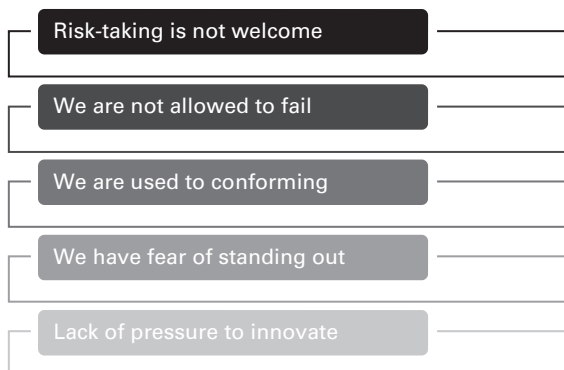 Risk-taking is not welcome
We are not allowed to fail
We are used to conforming
We have fear of standing out
Lack of pressure to innovate